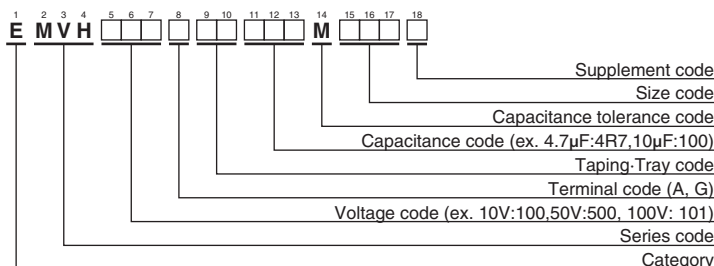 1 2 3 4 5 6 7 8 9 10 11 12 13 14 15 16 17 18
E M V H M
Supplement code
Size code
Capacitance tolerance code
Capacitance code (ex. 4.7μF:4R7,10μF:100)
Taping·Tray code
Terminal code (A, G)
Voltage code (ex. 10V:100,50V:500, 100V: 101)
Series code
Category